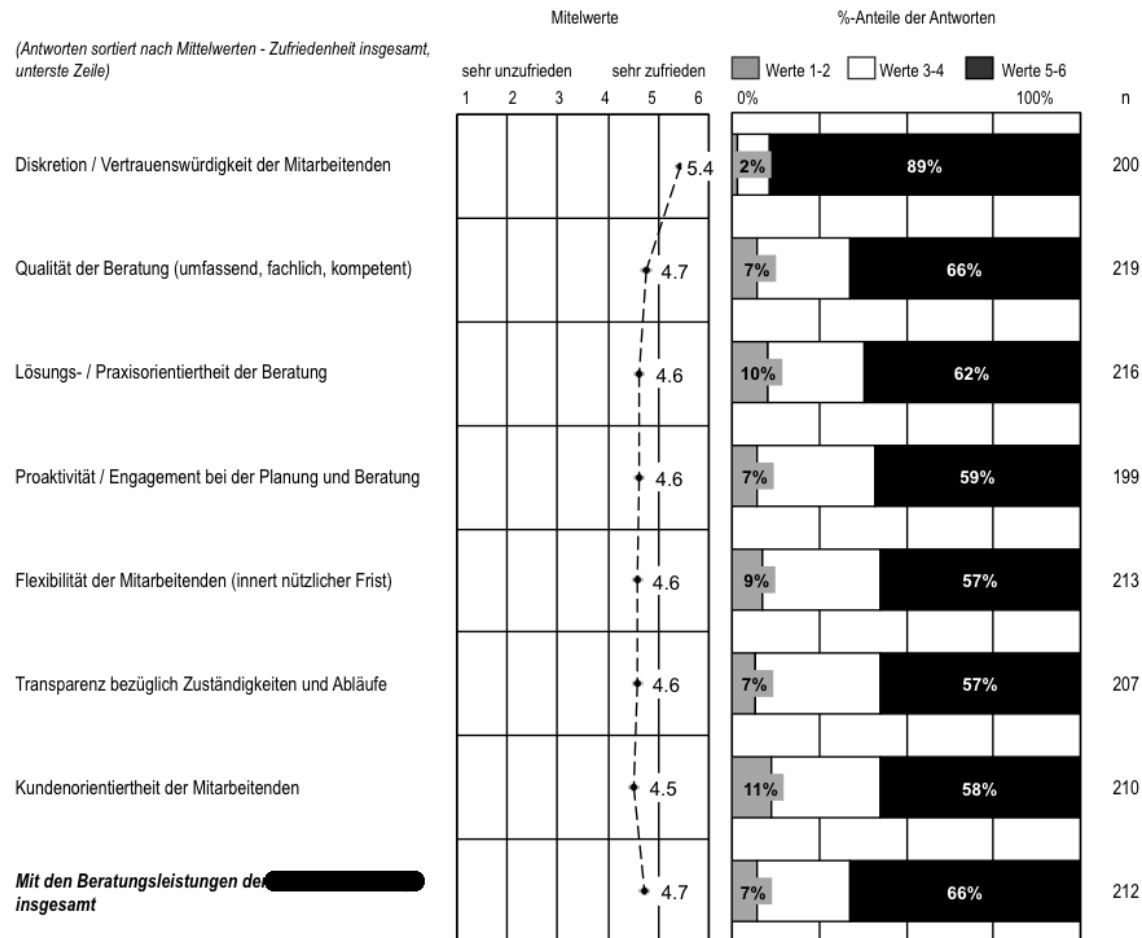 Mitelwerte
%-Anteile der Antworten
(Antworten sortiert nach Mittelwerten - Zufriedenheit insgesamt,
unterste Zeile)
sehr unzufrieden sehr zufrieden
Werte 1-2 Werte 3-4 Werte 5-6
1 2 3 4 5 6 0% 100% n
Diskretion / Vertrauenswürdigkeit der Mitarbeitenden 5.4 2% 89% 200
Qualität der Beratung (umfassend, fachlich, kompetent) 4.7 7% 66% 219
Lösungs- / Praxisorientiertheit der Beratung 4.6 10% 62% 216
Proaktivität / Engagement bei der Planung und Beratung 4.6 7% 59% 199
Flexibilität der Mitarbeitenden (innert nützlicher Frist) 4.6 9% 57% 213
Transparenz bezüglich Zuständigkeiten und Abläufe 4.6 7% 57% 207
Kundenorientiertheit der Mitarbeitenden 4.5 11% 58% 210
Mit den Beratungsleistungen der
insgesamt 4.7 7% 66% 212